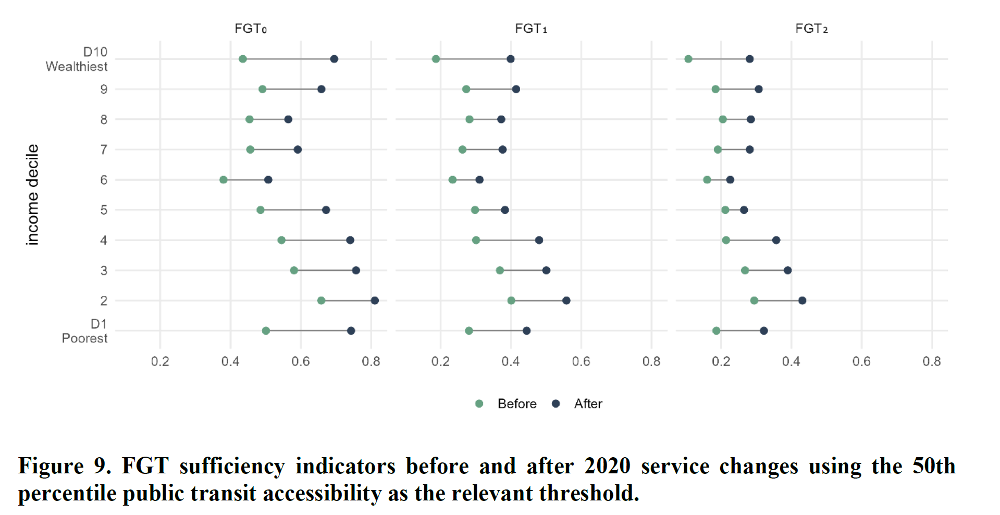 FGT₀ FGT₁ FGT₂
D10
Wealthiest
9
8
7
6
5
4
3
2
D1
Poorest
income decile
0.2 0.4 0.6 0.8 0.2 0.4 0.6 0.8 0.2 0.4 0.6 0.8
Before After
Figure 9. FGT sufficiency indicators before and after 2020 service changes using the 50th
percentile public transit accessibility as the relevant threshold.